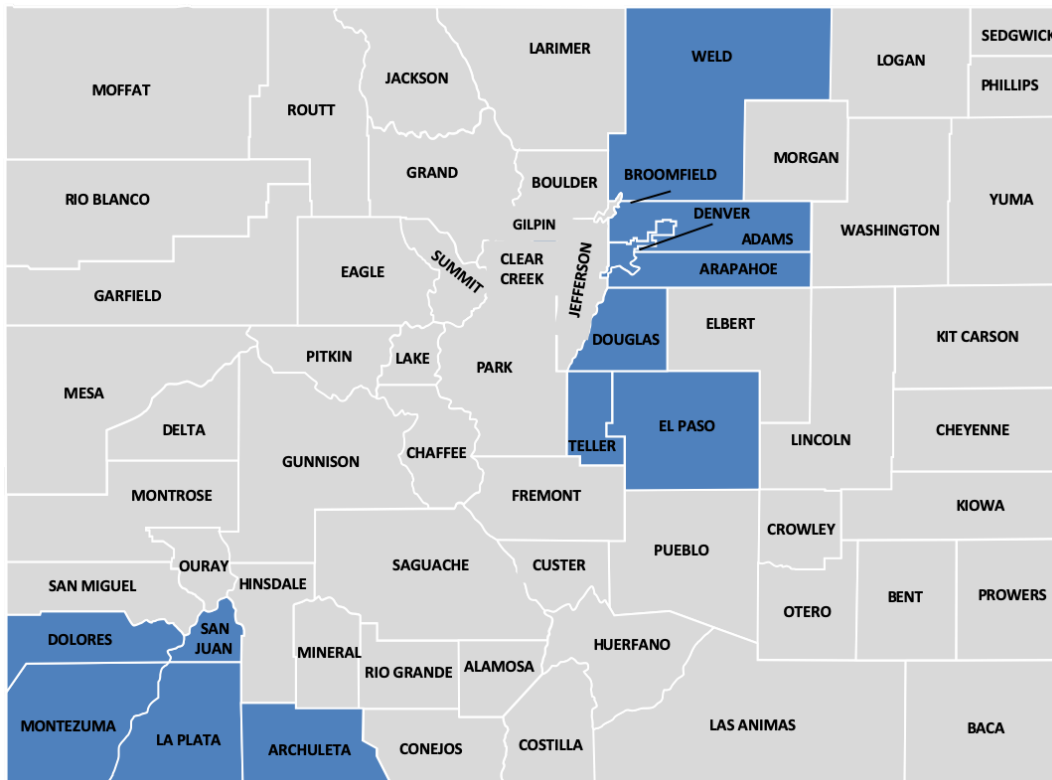 SEDGWICK
LARIMER
WELD
LOGAN
JACKSON
PHILLIPS
MOFFAT
ROUTT
MORGAN
GRAND
BROOMFIELD
BOULDER
RIO BLANCO
YUMA
DENVER
GILPIN
WASHINGTON
ADAMS
CLEAR
CREEK
SUMMIT
EAGLE
ARAPAHOE
GARFIELD
JEFFERSON
ELBERT
DOUGLAS
KIT CARSON
PITKIN
LAKE
PARK
MESA
EL PASO
DELTA
CHEYENNE
LINCOLN
TELLER
CHAFFEE
GUNNISON
MONTROSE
FREMONT
KIOWA
CROWLEY
PUEBLO
OURAY
SAGUACHE
CUSTER
HINSDALE
SAN MIGUEL
BENT
PROWERS
OTERO
SAN
JUAN
DOLORES
HUERFANO
MINERAL
ALAMOSA
RIO GRANDE
MONTEZUMA
LAS ANIMAS
BACA
LA PLATA
COSTILLA
CONEJOS
ARCHULETA